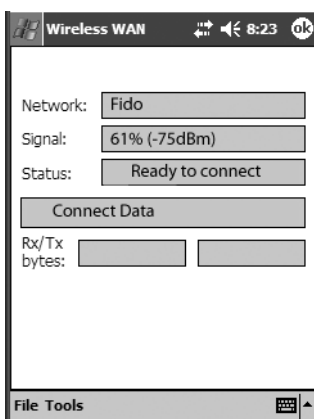 Wireless WAN 8:23 ok
Network: Fido
Signal: 61% (-75dBm)
Status: Ready to connect
Connect Data
Rx/Tx
bytes:
File Tools